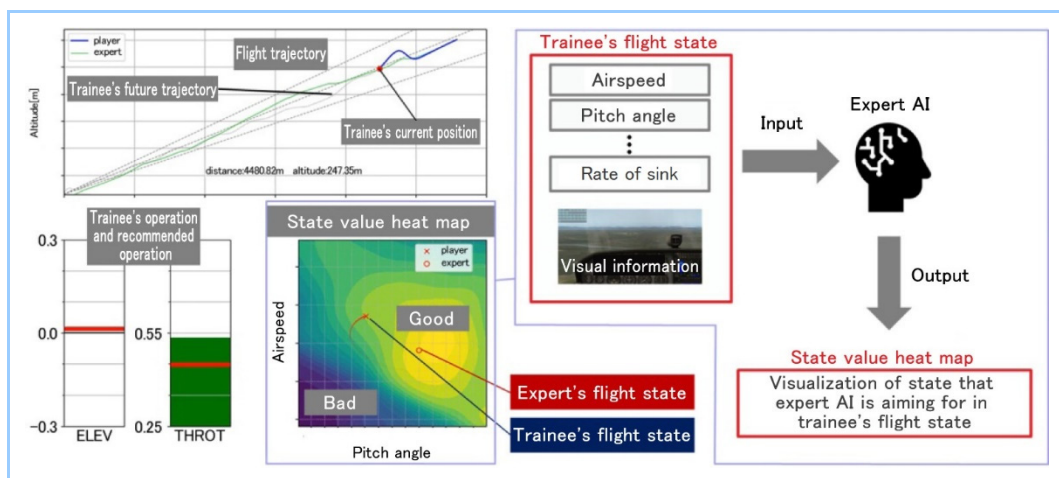 player
expert
Flight trajectory
Trainee's future trajectory
Trainee's current position
Altitude[m]
distance:4480.82m altitude:247.35m
Trainee's operation
and recommended
operation
0.3
0.0
-0.3
ELEV
0.55
0.25
THROT
State value heat map
player
expert
Good
Bad
Airspeed
Pitch angle
Expert's flight state
Trainee's flight state
Trainee's flight state
Airspeed
Pitch angle
Rate of sink
Visual information
Input
Expert AI
Output
State value heat map
Visualization of state that
expert AI is aiming for in
trainee's flight state